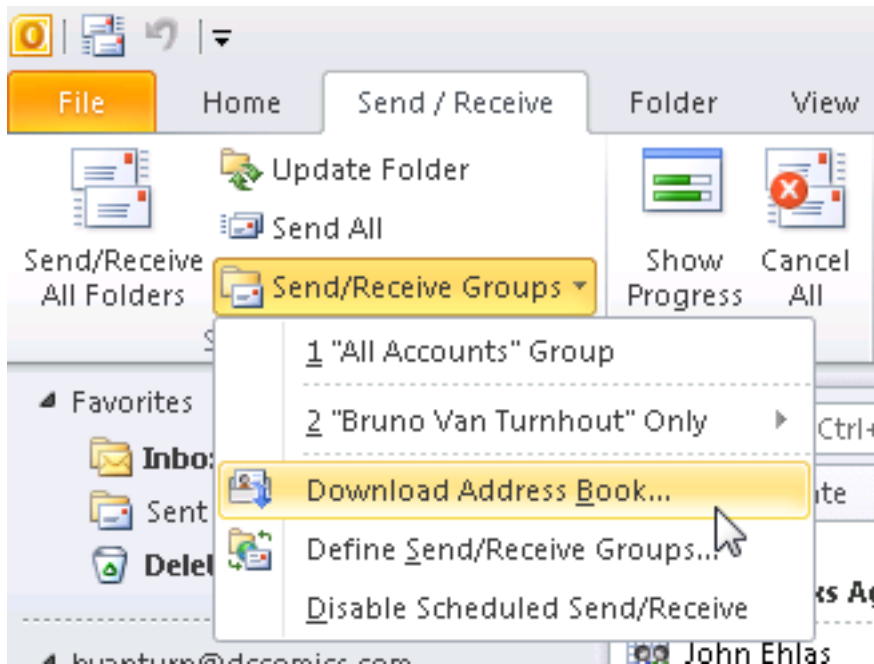 File Home Send / Receive Folder View
Update Folder
Send All
Send/Receive
All Folders
Send/Receive Groups
Show
Progress
Cancel
All
1 "All Accounts" Group
2 "Bruno Van Turnhout" Only
Download Address Book...
Define Send/Receive Groups...
Disable Scheduled Send/Receive
Favorites
Sent
Ctrl+
John Ehlas